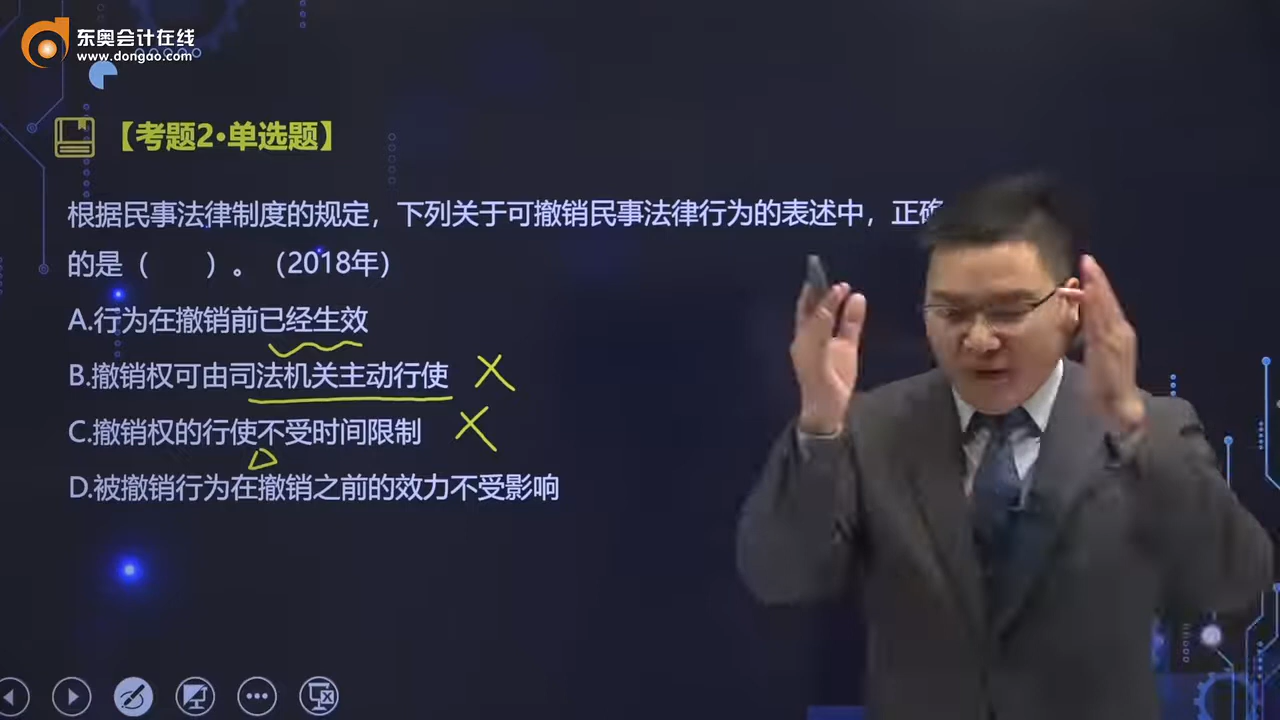 东奥会计在线
www.dongao.com
【考题2•单选题】
根据民事法律制度的规定，下列关于可撤销民事法律行为的表述中，正确
的是（　　）。（2018年）
A.行为在撤销前已经生效
B.撤销权可由司法机关主动行使
C.撤销权的行使不受时间限制
D.被撤销行为在撤销之前的效力不受影响